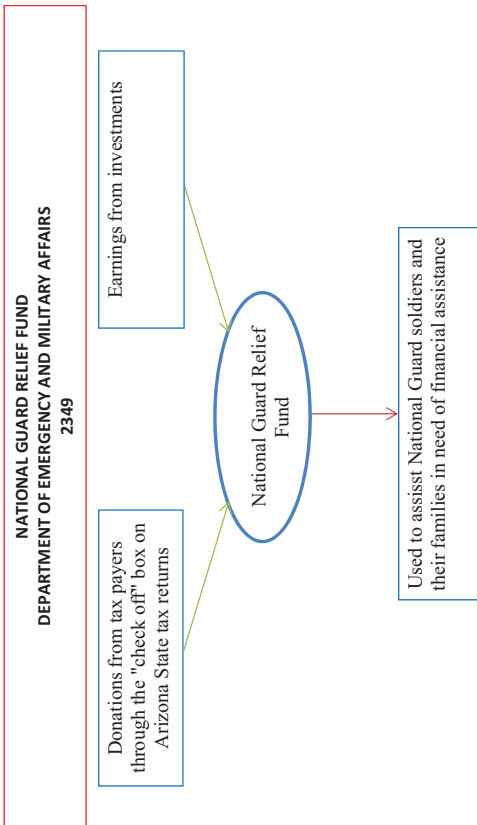 NATIONAL GUARD RELIEF FUND
DEPARTMENT OF EMERGENCY AND MILITARY AFFAIRS
2349
Donations from tax payers
through the "check off" box on
Arizona State tax returns
Earnings from investments
National Guard Relief
Fund
Used to assisst National Guard soldiers and
their families in need of financial assistance